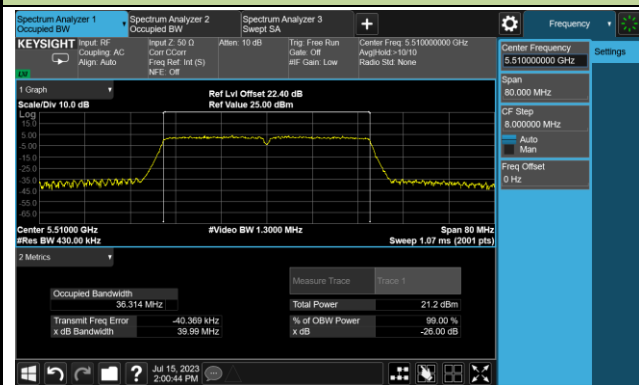 Spectrum Analyzer 1
Occupied BW
Spectrum Analyzer 2
Occupied BW
Spectrum Analyzer 3
Swept SA
Frequency
KEYSIGHT
Input: RF
Coupling: AC
Align: Auto
Input Z: 50 Ω
Corr CCorr
Freq Ref: Int (S)
NFE: Off
Atten: 10 dB
Trig: Free Run
Gate: Off
#IF Gain: Low
Center Freq: 5.510000000 GHz
Avg|Hold:>10/10
Radio Std: None
Center Frequency
5.510000000 GHz
Settings
Span
80.000 MHz
CF Step
8.000000 MHz
Auto
Man
Freq Offset
0 Hz
1 Graph
Scale/Div 10.0 dB
Ref Lvl Offset 22.40 dB
Ref Value 25.00 dBm
Log
15.0
5.00
-5.00
-15.0
-25.0
-35.0
-45.0
-55.0
-65.0
Center 5.51000 GHz
#Res BW 430.00 kHz
#Video BW 1.3000 MHz
Span 80 MHz
Sweep 1.07 ms (2001 pts)
2 Metrics
Measure Trace
Trace 1
Occupied Bandwidth
36.314 MHz
Total Power
21.2 dBm
Transmit Freq Error
-40.369 kHz
% of OBW Power
99.00 %
x dB Bandwidth
39.99 MHz
x dB
-26.00 dB
Jul 15, 2023
2:00:44 PM